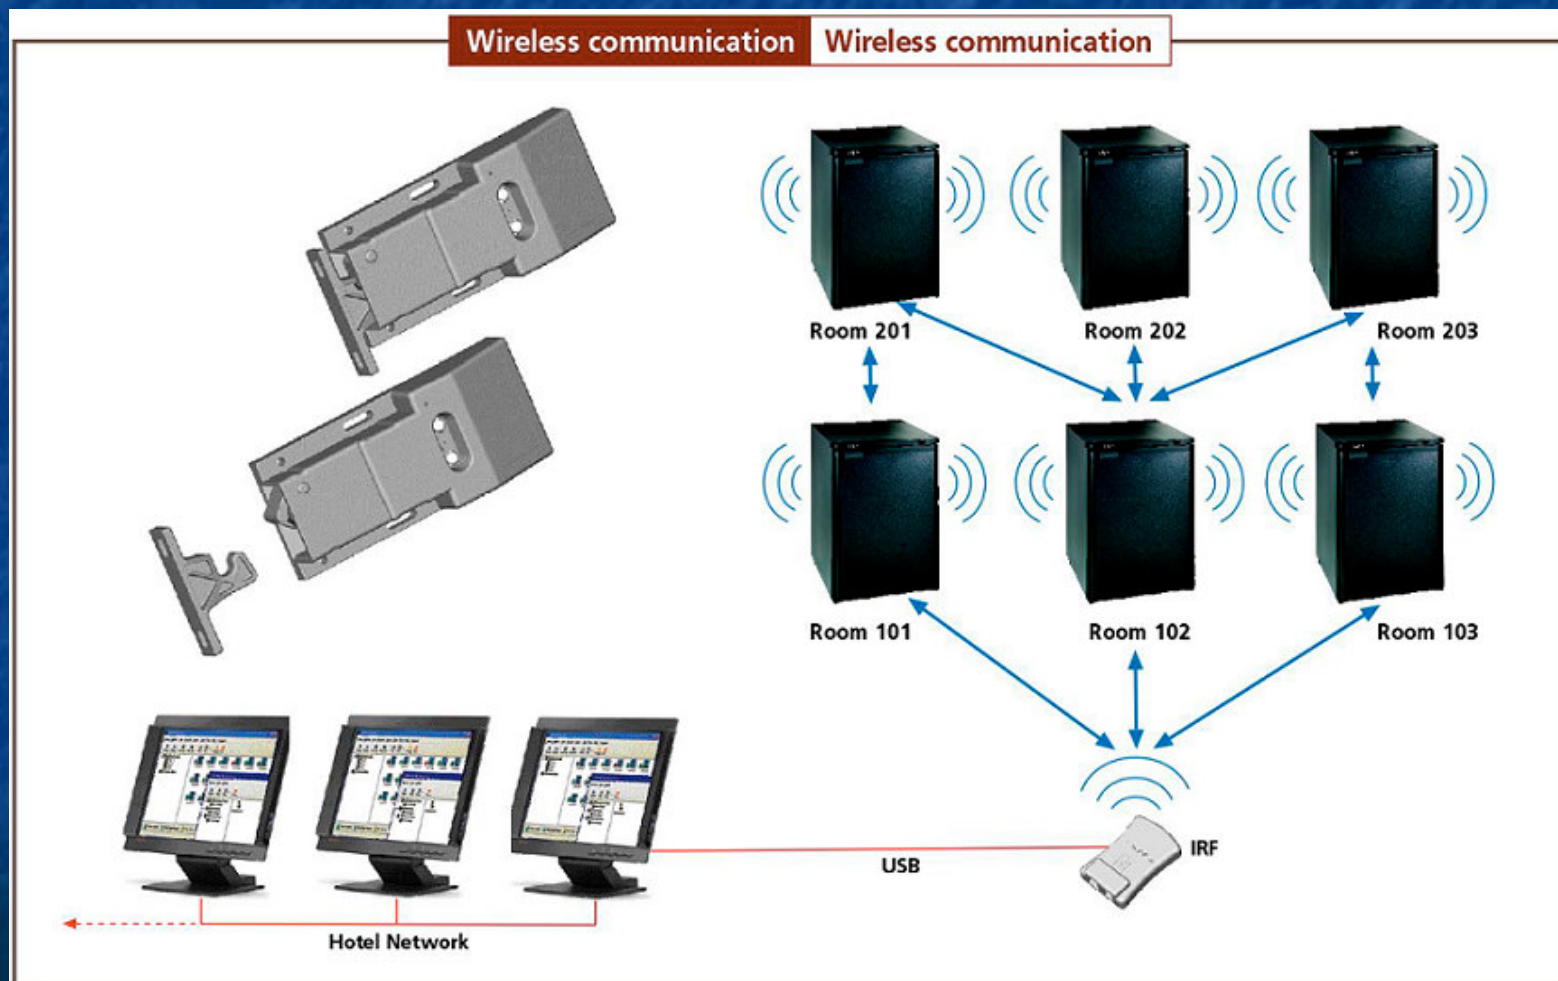 Wireless communication Wireless communication
Room 201
Room 202
Room 203
Room 101
Room 102
Room 103
IRF
USB
Hotel Network